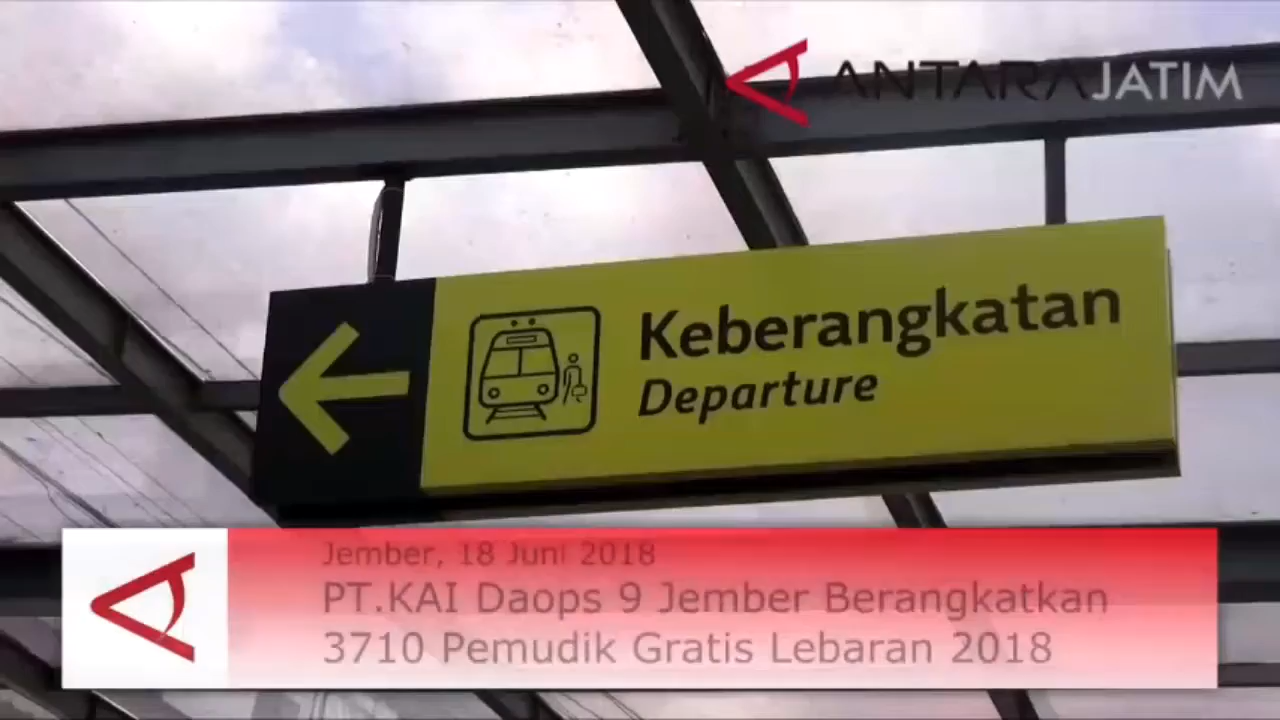 ANTARAJATIM
Keberangkatan
Departure
Jember, 18 Juni 2018
PT.KAI Daops 9 Jember Berangkatkan
3710 Pemudik Gratis Lebaran 2018